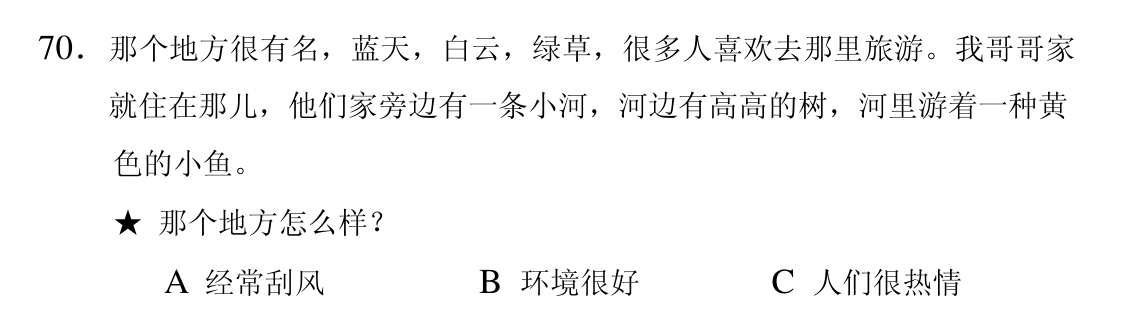 70．那个地方很有名，蓝天，白云，绿草，很多人喜欢去那里旅游。我哥哥家
就住在那儿，他们家旁边有一条小河，河边有高高的树，河里游着一种黄
色的小鱼。
★ 那个地方怎么样？
A 经常刮风 B 环境很好 C 人们很热情